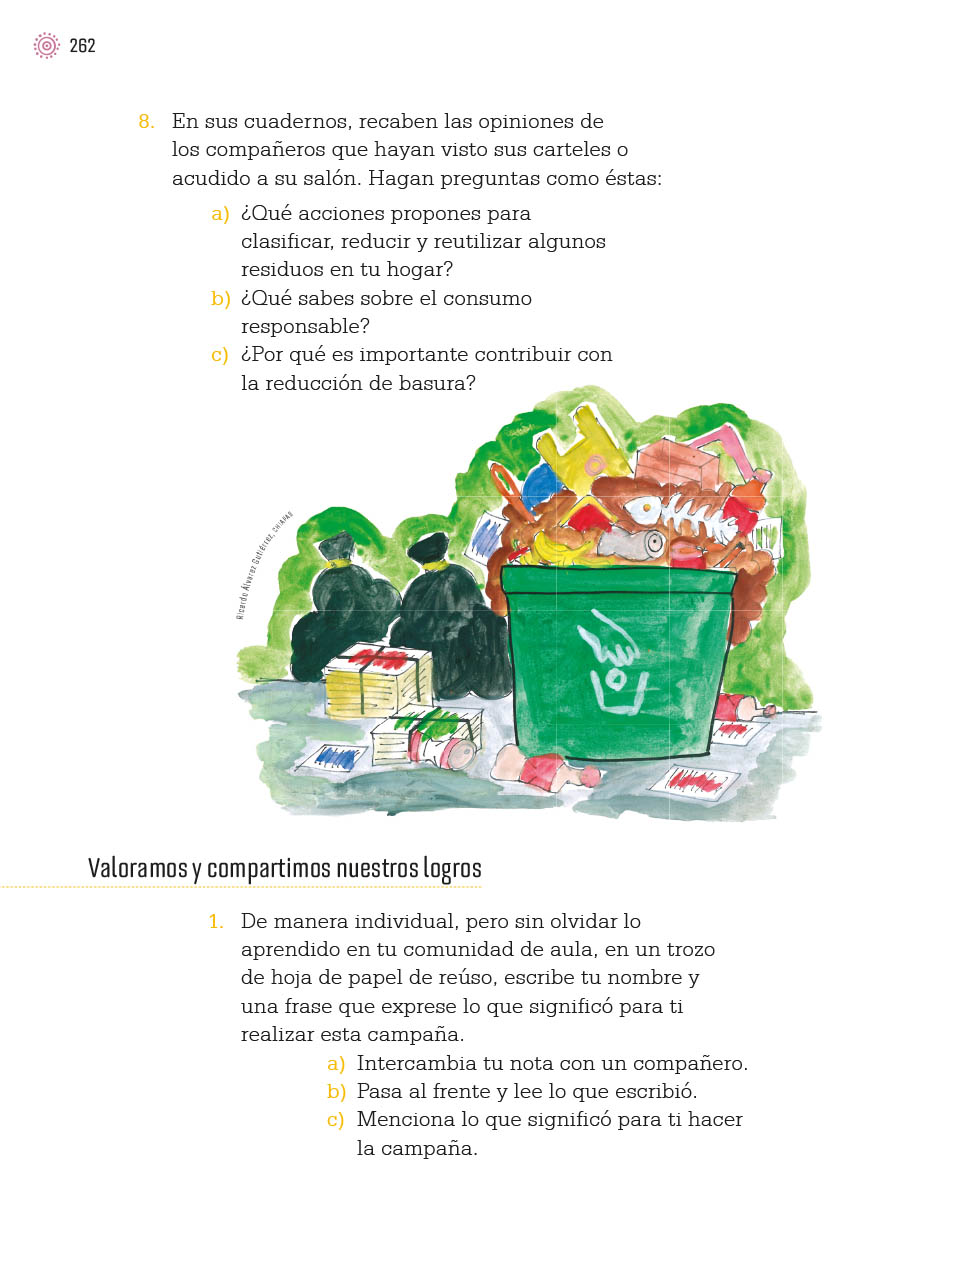 262
8. En sus cuadernos, recaben las opiniones de
los compañeros que hayan visto sus carteles o
acudido a su salón. Hagan preguntas como éstas:
a) ¿Qué acciones propones para
clasificar, reducir y reutilizar algunos
residuos en tu hogar?
b) ¿Qué sabes sobre el consumo
responsable?
c) ¿Por qué es importante contribuir con
la reducción de basura?
Ricardo Álvarez Gutiérrez, CHIAPAS
Valoramos y compartimos nuestros logros
1. De manera individual, pero sin olvidar lo
aprendido en tu comunidad de aula, en un trozo
de hoja de papel de reúso, escribe tu nombre y
una frase que exprese lo que significó para ti
realizar esta campaña.
a) Intercambia tu nota con un compañero.
b) Pasa al frente y lee lo que escribió.
c) Menciona lo que significó para ti hacer
la campaña.